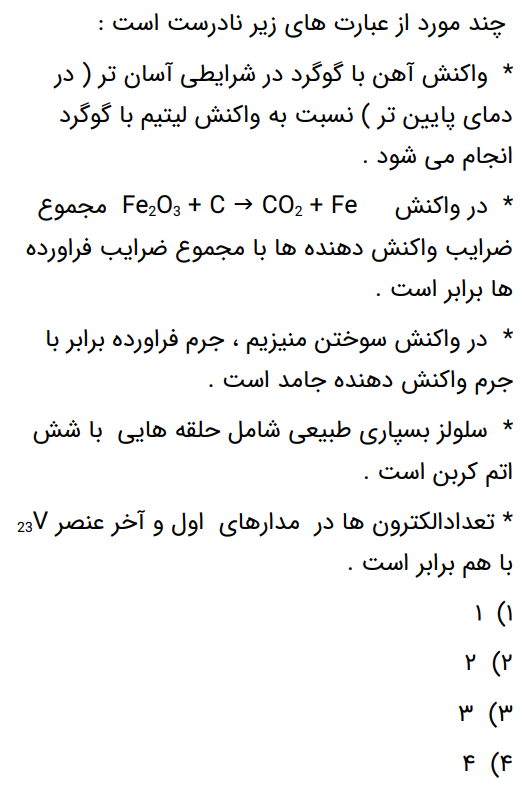 چند مورد از عبارت های زیر نادرست است :
* واکنش آهن با گوگرد در شرایطی آسان تر ( در
دمای پایین تر ) نسبت به واکنش لیتیم با گوگرد
انجام می شود .
* در واکنش Fe₂O₃ + C → CO₂ + Fe مجموع
ضرایب واکنش دهنده ها با مجموع ضرایب فراورده
ها برابر است .
* در واکنش سوختن منیزیم ، جرم فراورده برابر با
جرم واکنش دهنده جامد است .
* سلولز بسپاری طبیعی شامل حلقه هایی با شش
اتم کربن است .
* تعدادالکترون ها در مدارهای اول و آخر عنصر ₂₃V
با هم برابر است .
۱) ۱
۲) ۲
۳) ۳
۴) ۴